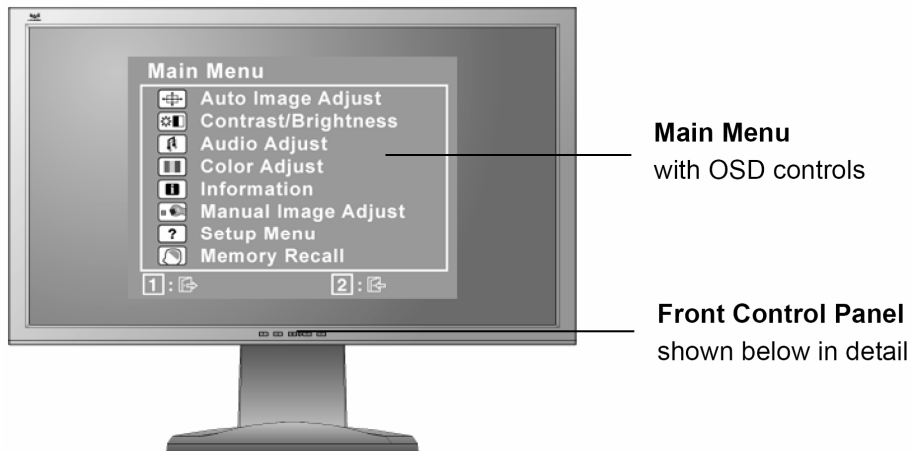 Main Menu
Auto Image Adjust
Contrast/Brightness
Audio Adjust
Color Adjust
Information
Manual Image Adjust
? Setup Menu
Memory Recall
1 : 2 :
Main Menu
with OSD controls
Front Control Panel
shown below in detail